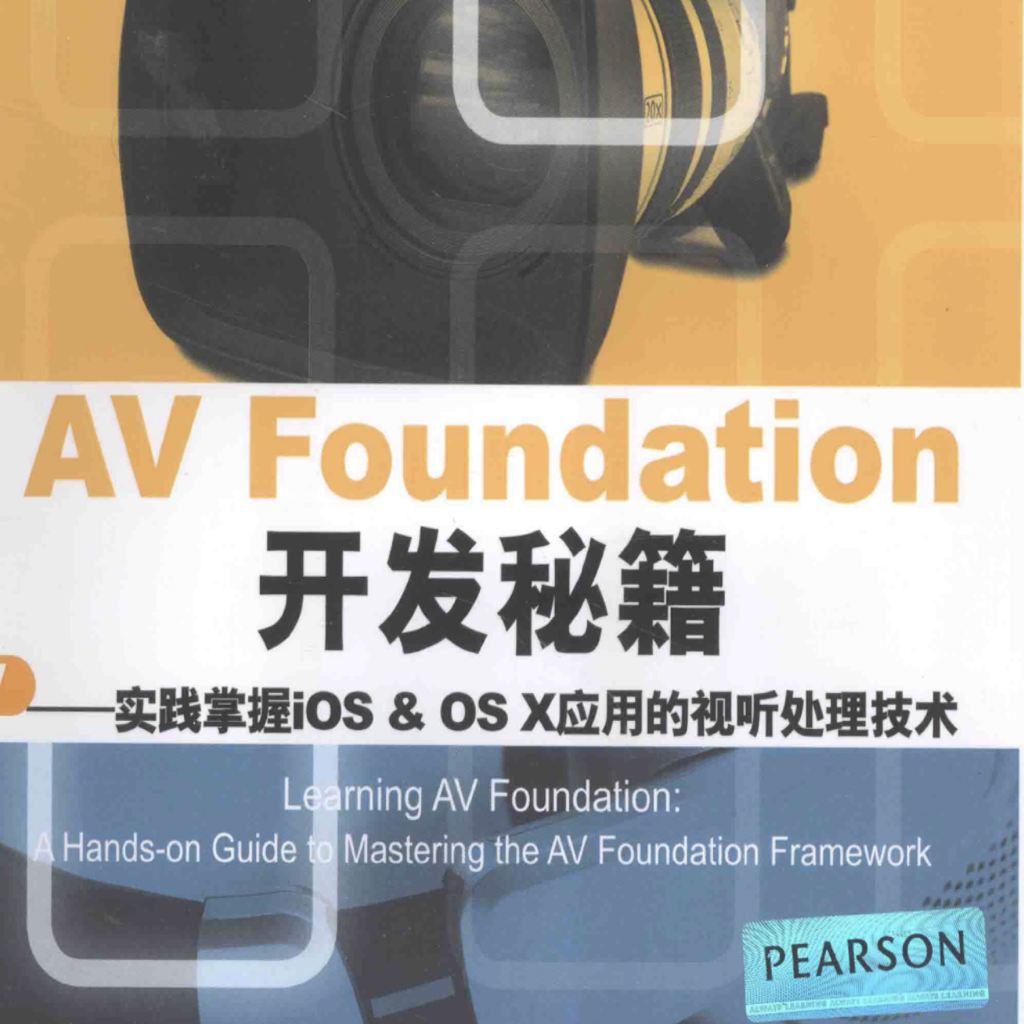 70X
AV Foundation
开发秘籍
——实践掌握iOS & OS X应用的视听处理技术
Learning AV Foundation:
A Hands-on Guide to Mastering the AV Foundation Framework
PEARSON